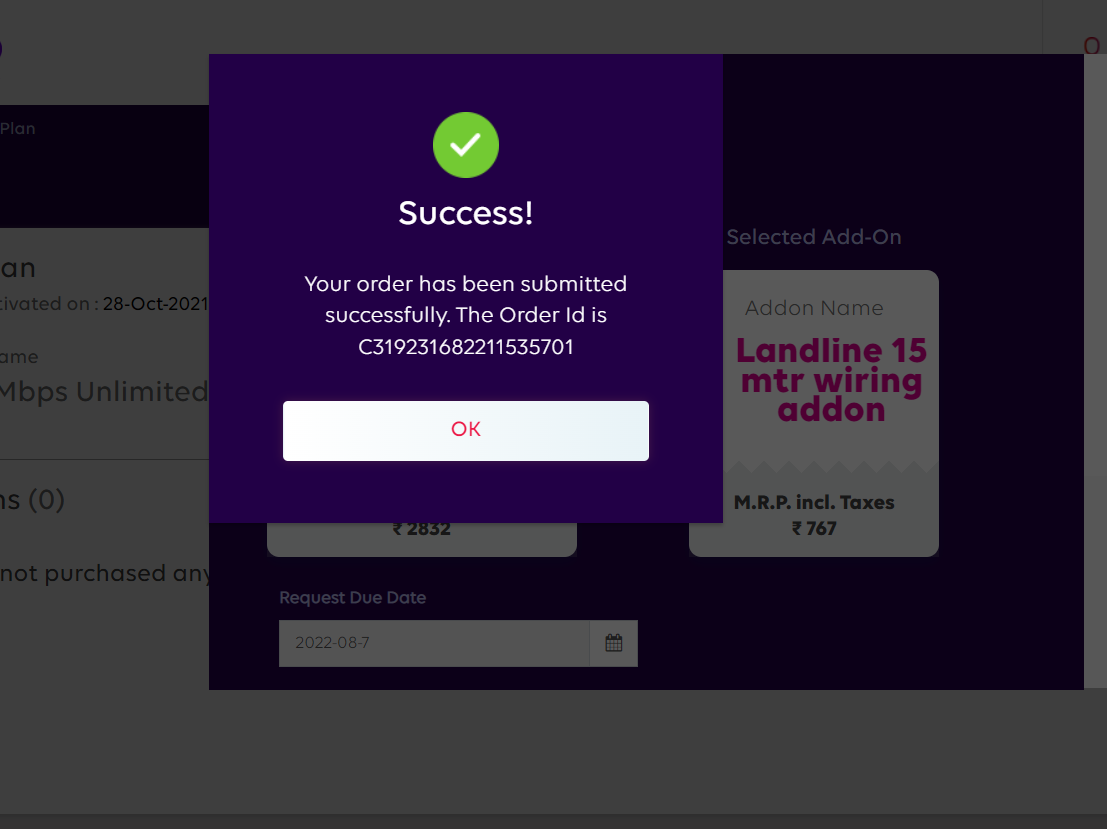 Plan
Success!
Your order has been submitted
successfully. The Order Id is
C319231682211535701
OK
an
tivated on : 28-Oct-2021
ame
Mbps Unlimited
ns (0)
not purchased any
Selected Add-On
Addon Name
Landline 15
mtr wiring
addon
M.R.P. incl. Taxes
₹ 767
₹ 2832
Request Due Date
2022-08-7